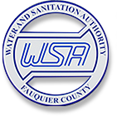 WATER AND SANITATION AUTHORITY
WSA
FAUQUIER COUNTY